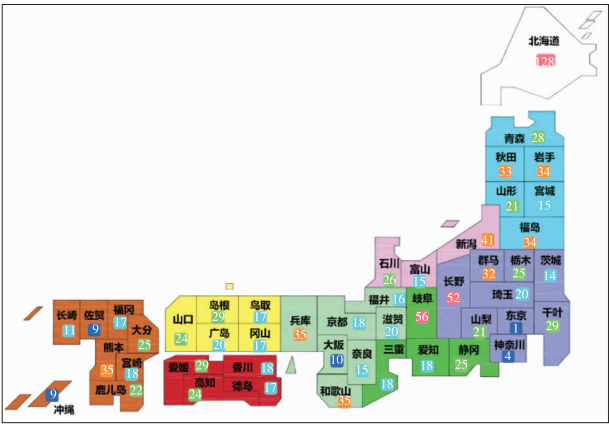 北海道
128
青森 28
秋田 岩手
33 34
山形 宮城
21 15
福岛
34
新潟 41
石川 富山
26 15
群马 栃木 茨城
32 25 14
长野
52
埼玉 20
福井 16 岐阜
56
山梨 东京 千叶
21 1 29
神奈川
4
长崎 佐贺 福冈
11 9 17
大分
25
熊本
35
宫崎
18
鹿儿岛 22
9
冲绳
山口
24
岛根 鸟取
29 17
广岛 冈山
20 17
兵库
35
京都 18
滋贺
20
大阪
10
奈良
15
三重
18
爱知 静冈
18 25
和歌山
35
爱媛 29 香川 18
高知 德岛 17
24